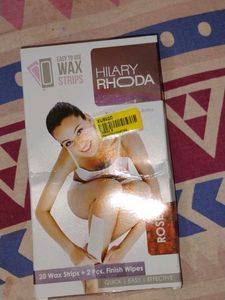 EASY TO USE
WAX
STRIPS
HILARY
RHODA
ROSE
20 Wax Strips + 2 Pcs. Finish Wipes
QUICK | EASY | EFFECTIVE